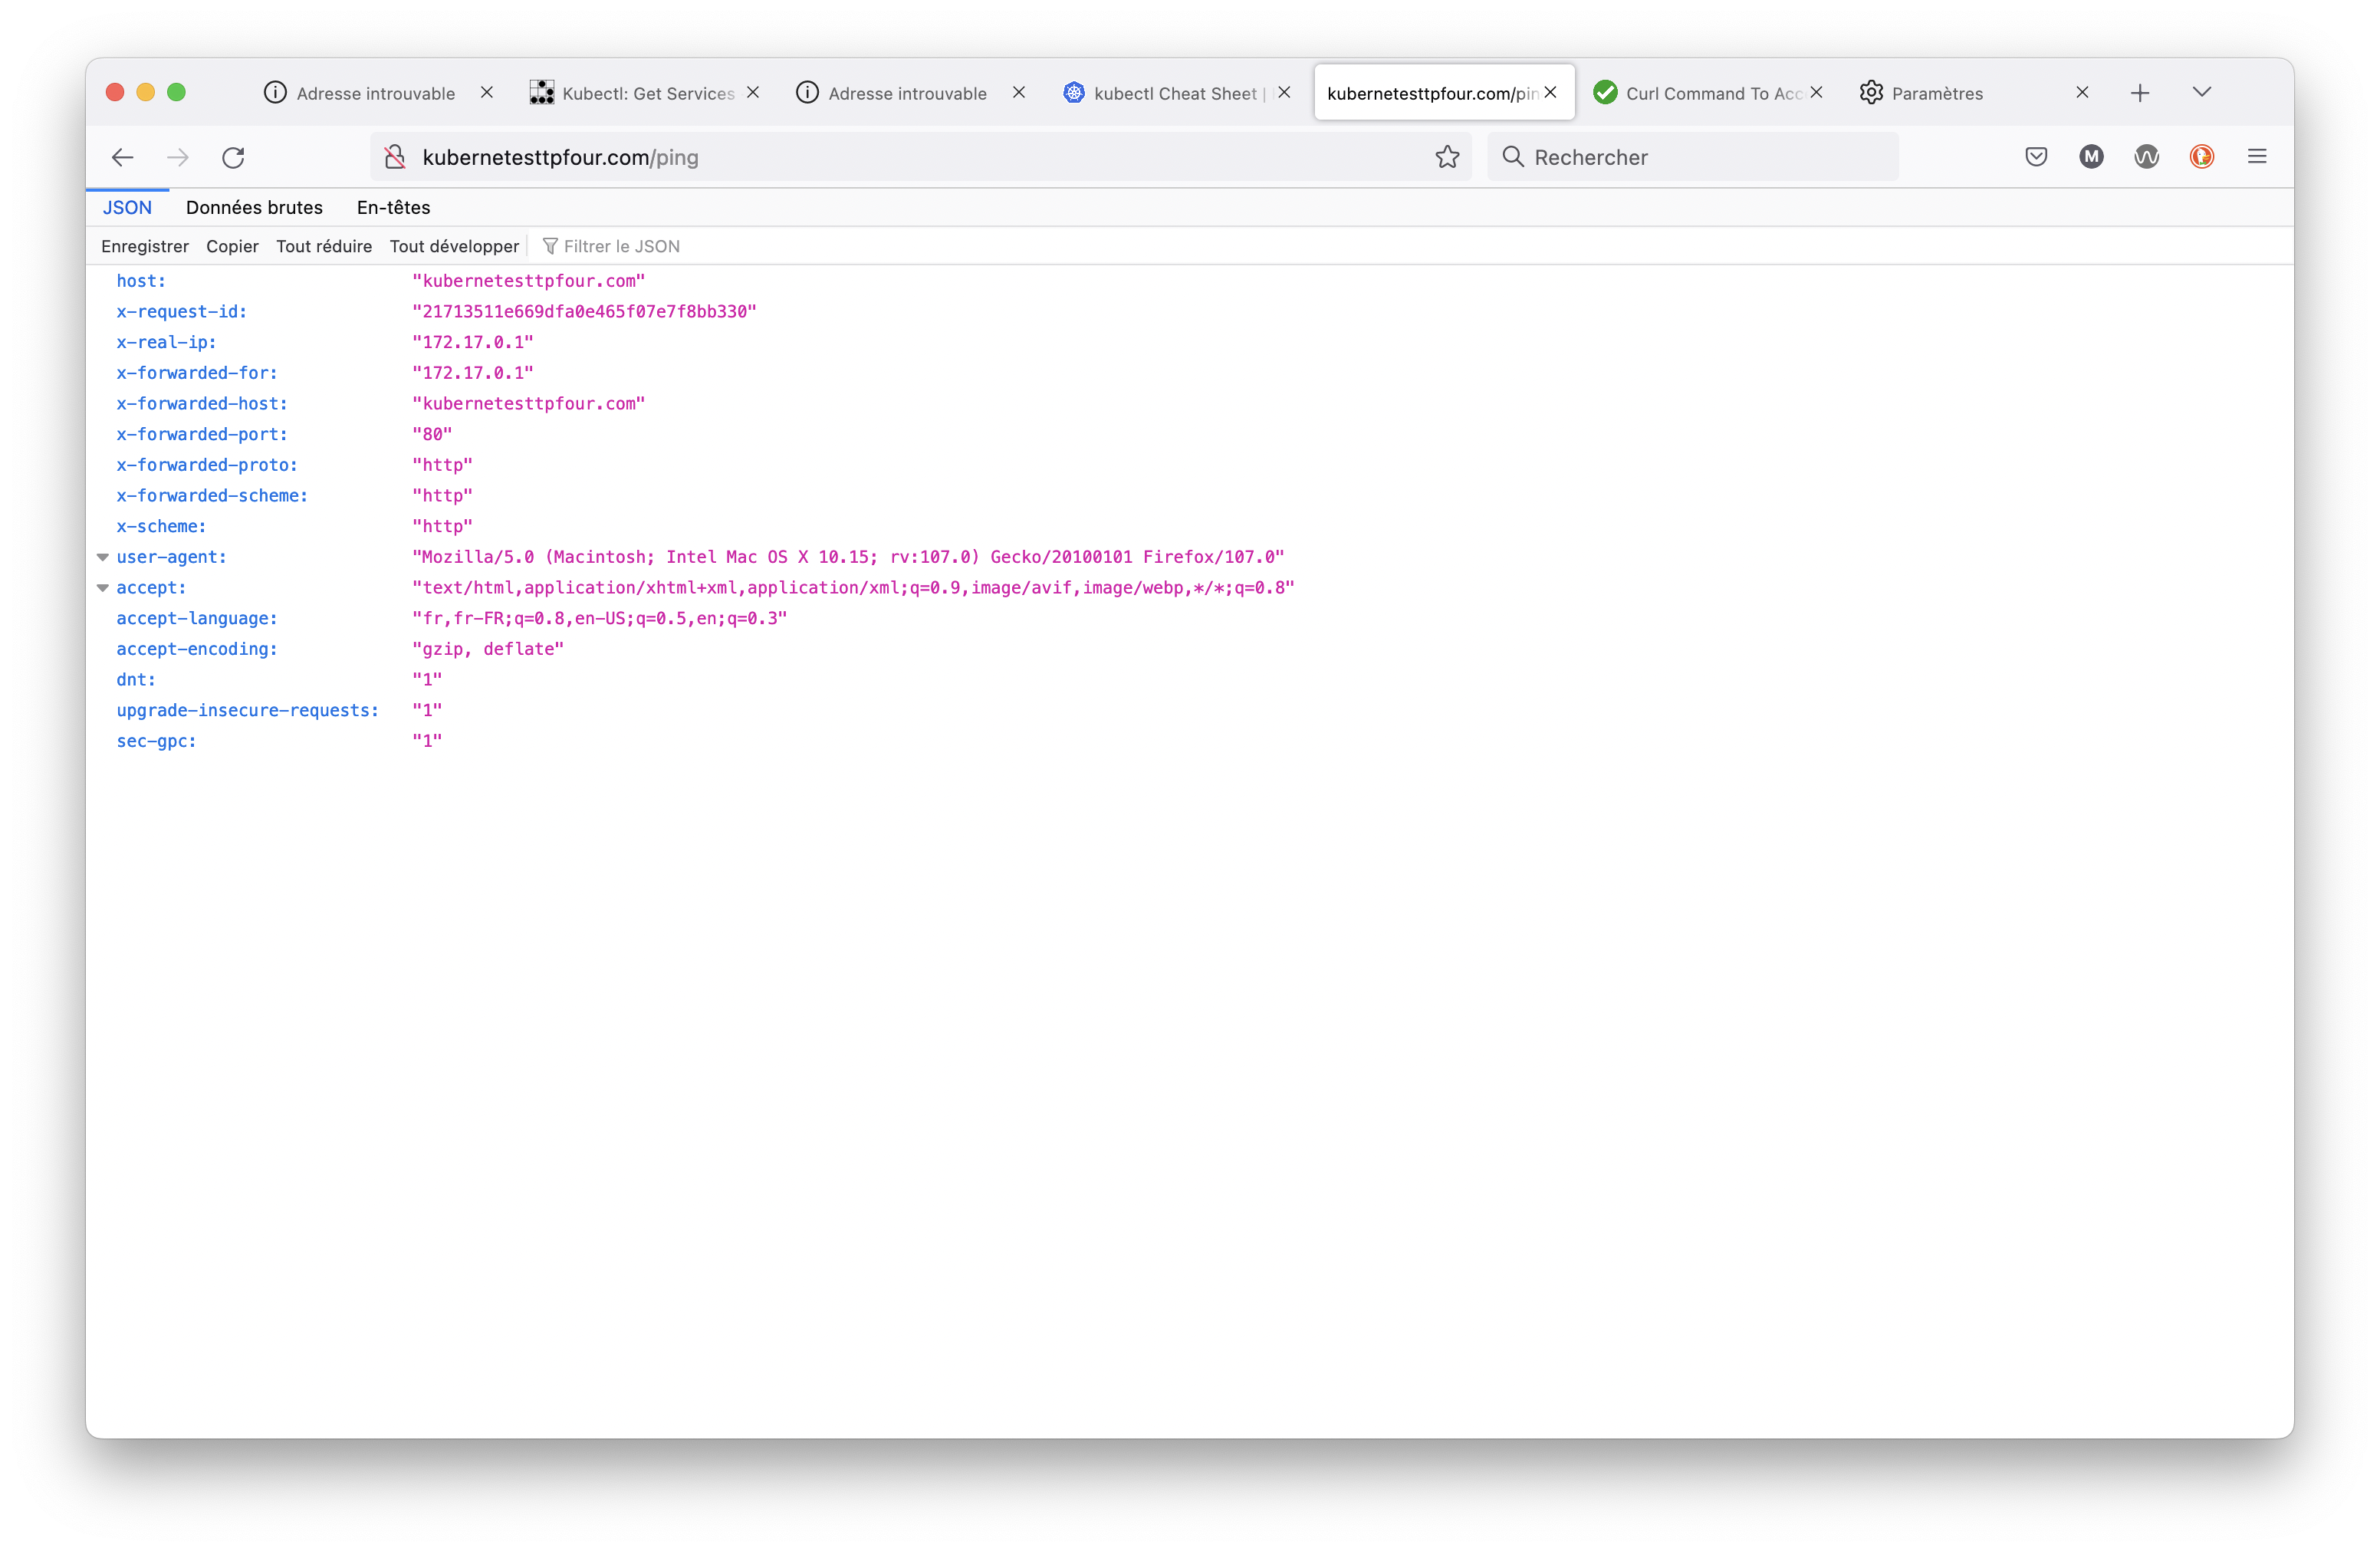 Adresse introuvable Kubectl: Get Services Adresse introuvable kubectl Cheat Sheet | kubernetesttpfour.com/pin Curl Command To Acc Paramètres
kubernetesttpfour.com/ping Rechercher
JSON Données brutes En-têtes
Enregistrer Copier Tout réduire Tout développer Filtrer le JSON
host: "kubernetesttpfour.com"
x-request-id: "21713511e669dfa0e465f07e7f8bb330"
x-real-ip: "172.17.0.1"
x-forwarded-for: "172.17.0.1"
x-forwarded-host: "kubernetesttpfour.com"
x-forwarded-port: "80"
x-forwarded-proto: "http"
x-forwarded-scheme: "http"
x-scheme: "http"
user-agent: "Mozilla/5.0 (Macintosh; Intel Mac OS X 10.15; rv:107.0) Gecko/20100101 Firefox/107.0"
accept: "text/html,application/xhtml+xml,application/xml;q=0.9,image/avif,image/webp,*/*;q=0.8"
accept-language: "fr,fr-FR;q=0.8,en-US;q=0.5,en;q=0.3"
accept-encoding: "gzip, deflate"
dnt: "1"
upgrade-insecure-requests: "1"
sec-gpc: "1"